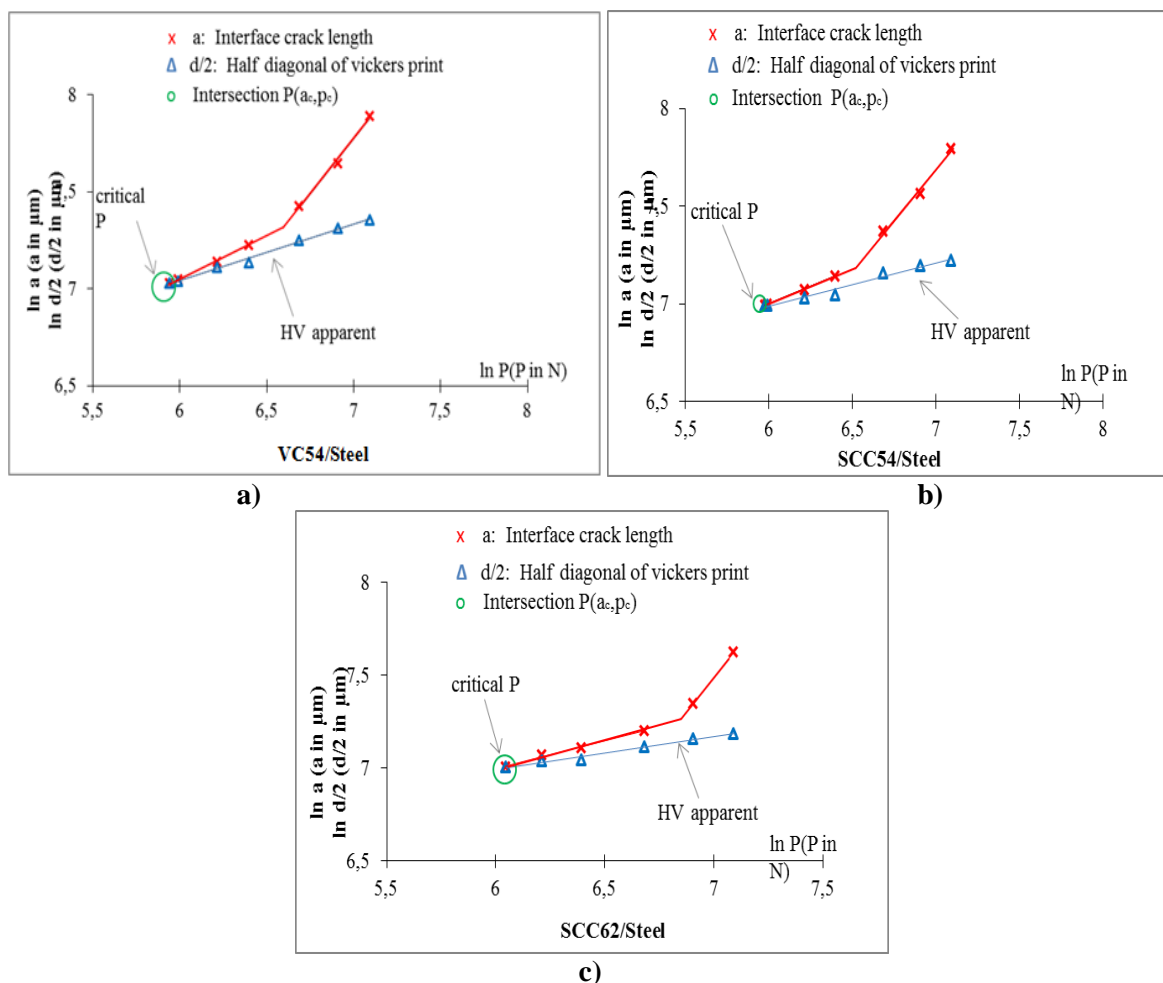 a: Interface crack length
d/2: Half diagonal of vickers print
Intersection P(ac,pc)
8
7,5
7
6,5
ln a (a in µm)
ln d/2 (d/2 in µm)
critical
P
HV apparent
ln P(P in N)
5,5 6 6,5 7 7,5 8
VC54/Steel
a)
a: Interface crack length
d/2: Half diagonal of vickers print
Intersection P(ac,pc)
8
7,5
7
6,5
ln a (a in µm)
ln d/2 (d/2 in µm)
critical P
HV apparent
ln P(P in
N)
5,5 6 6,5 7 7,5 8
SCC54/Steel
b)
a: Interface crack length
d/2: Half diagonal of vickers print
Intersection P(ac,pc)
8
7,5
7
6,5
ln a (a in µm)
ln d/2 (d/2 in µm)
critical P
HV apparent
ln P(P in
N)
5,5 6 6,5 7 7,5
SCC62/Steel
c)